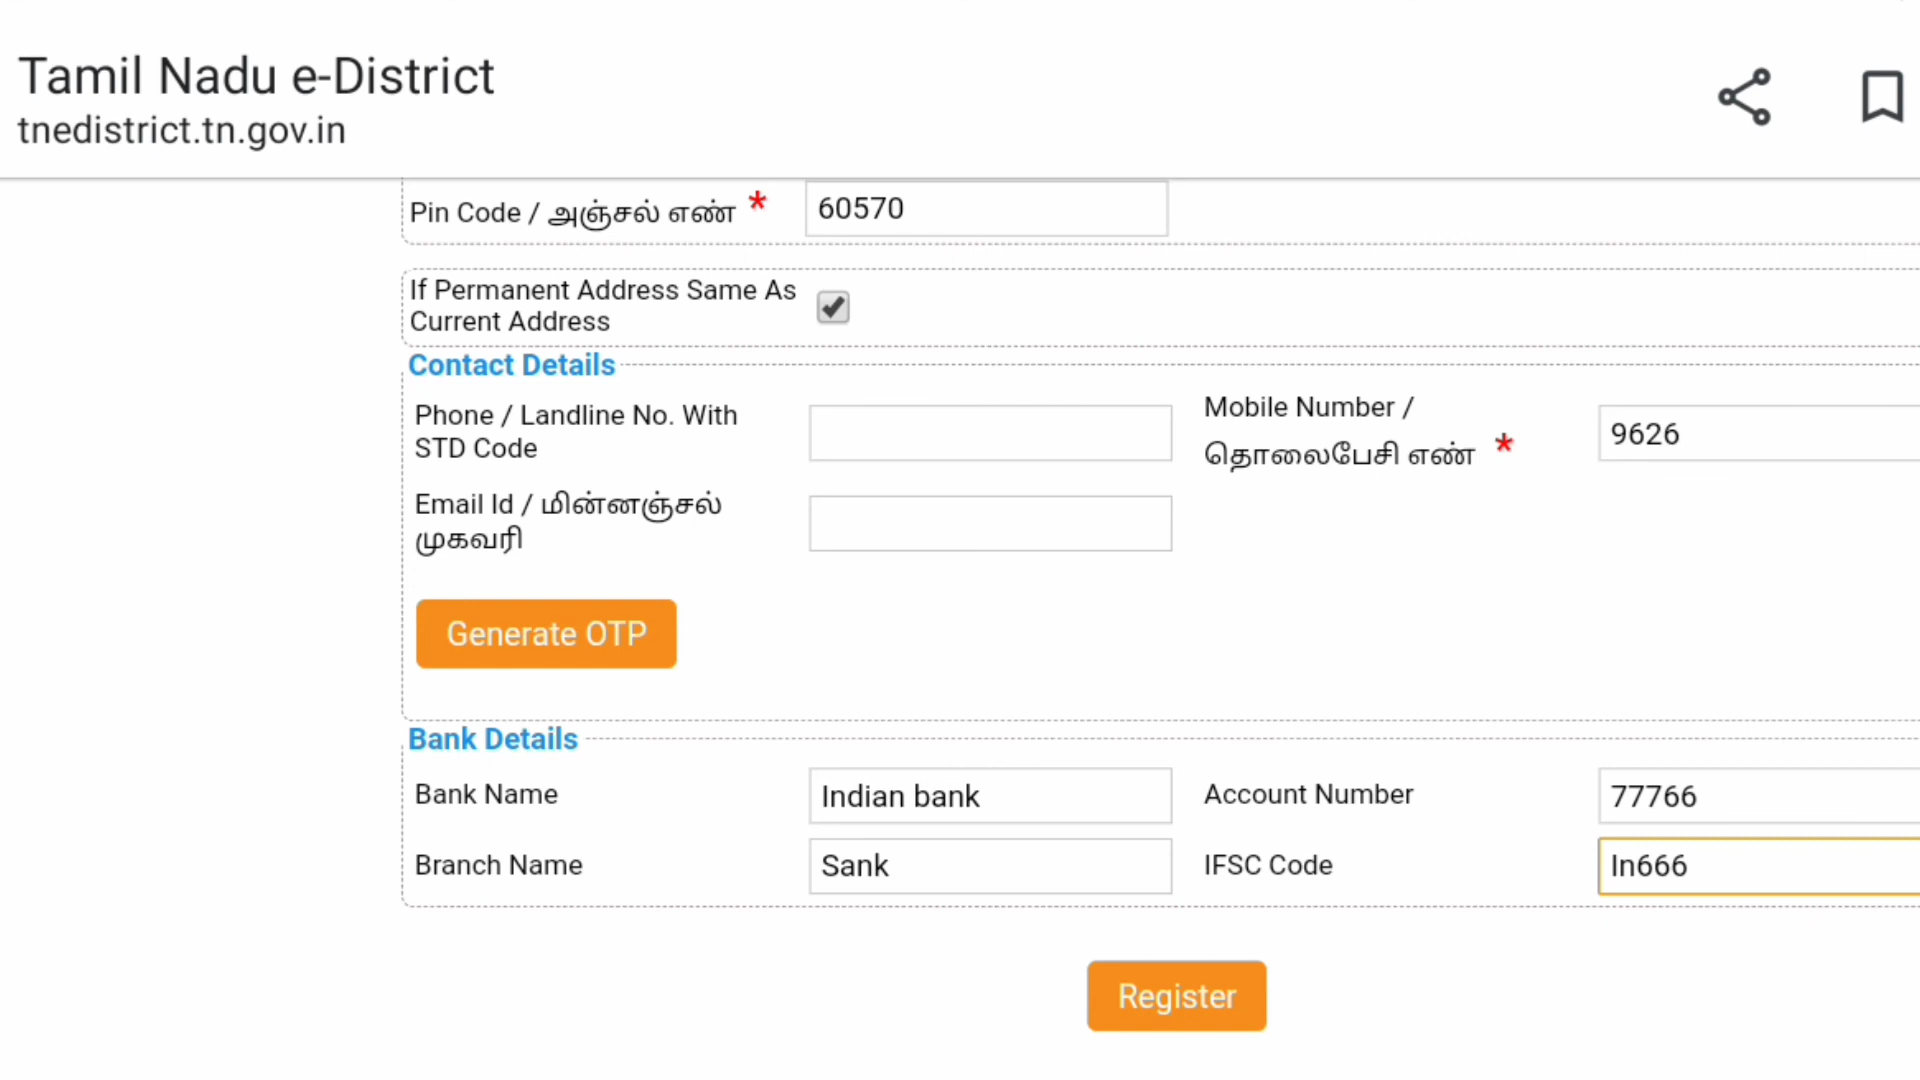 Tamil Nadu e-District
tnedistrict.tn.gov.in
Pin Code / அஞ்சல் எண் * 60570
If Permanent Address Same As
Current Address
Contact Details
Phone / Landline No. With
STD Code
Mobile Number /
தொலைபேசி எண் * 9626
Email Id / மின்னஞ்சல்
முகவரி
Generate OTP
Bank Details
Bank Name Indian bank Account Number 77766
Branch Name Sank IFSC Code In666
Register